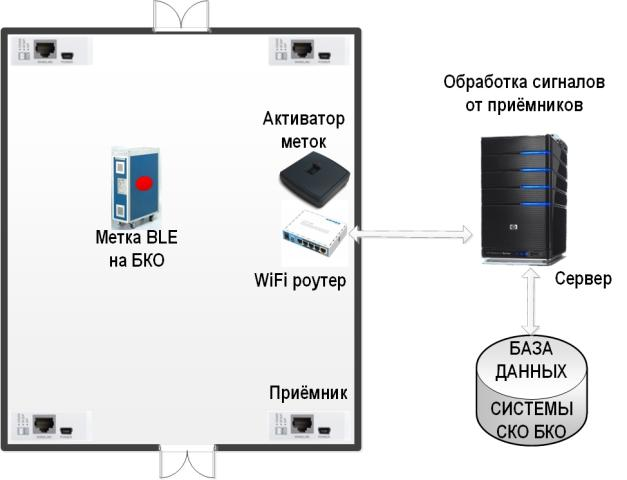 Обработка сигналов
от приёмников
Активатор
меток
Метка BLE
на БКО
WiFi роутер
Сервер
БАЗА
ДАННЫХ
Приёмник
СИСТЕМЫ
СКО БКО